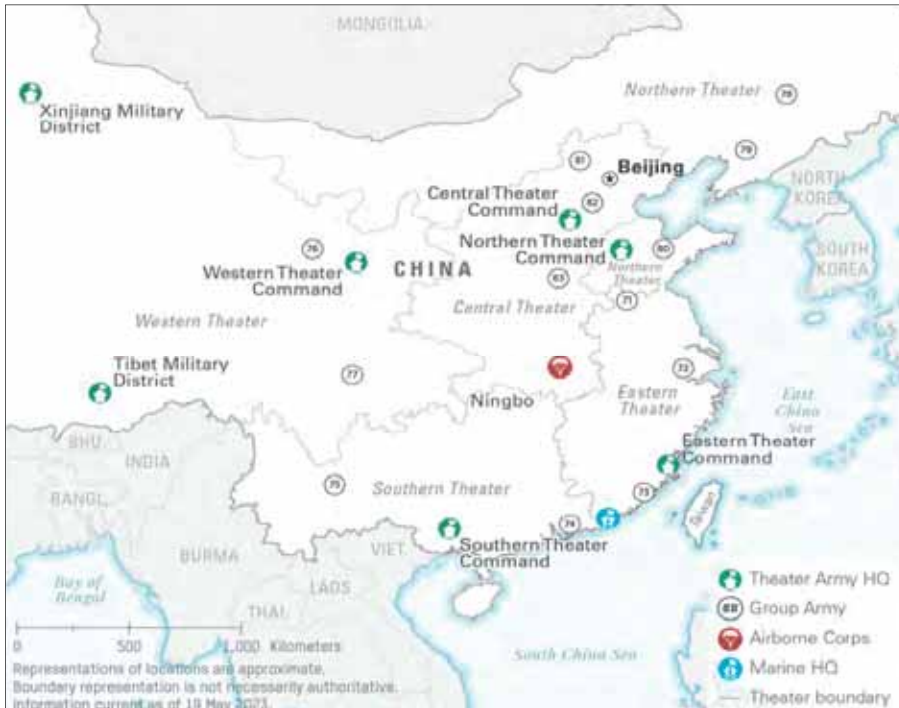 MONGOLIA
Northern Theater
78
Xinjiang Military
District
79
81
Beijing
NORTH
KOREA
Central Theater
Command
82
SOUTH
KOREA
Northern Theater
Command
80
76
Western Theater
Command
CHINA
83
Northern
Theater
71
Central Theater
Western Theater
Tibet Military
District
77
72
Ningbo
Eastern
Theater
East
China
Sea
Eastern Theater
Command
BHU.
INDIA
BANGL.
75
Southern Theater
73
74
Taiwan
Southern Theater
Command
BURMA
VIET.
LAOS
THAI.
Bay of
Bengal
South China Sea
Theater Army HQ
Group Army
Airborne Corps
Marine HQ
Theater boundary
0 500 1,000 Kilometers
Representations of locations are approximate.
Boundary representation is not necessarily authoritative.
Information current as of 19 May 2023.